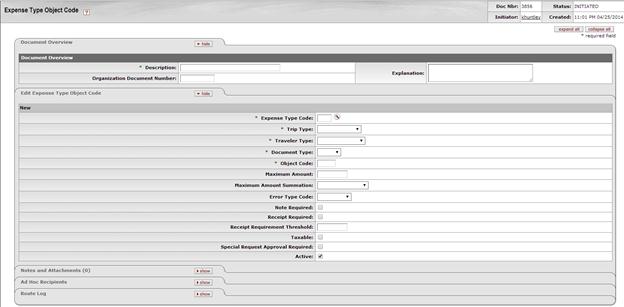 Expense Type Object Code ?
Doc Nbr: 3856 Status: INITIATED
Initiator: khuntley Created: 11:01 PM 04/25/2014
expand all collapse all
* required field
Document Overview hide
Document Overview
* Description: Explanation:
Organization Document Number:
Edit Expense Type Object Code hide
New
* Expense Type Code:
* Trip Type:
* Traveler Type:
* Document Type:
* Object Code:
Maximum Amount:
Maximum Amount Summation:
Error Type Code:
Note Required:
Receipt Required:
Receipt Requirement Threshold:
Taxable:
Special Request Approval Required:
Active:
Notes and Attachments (0) show
Ad Hoc Recipients show
Route Log show